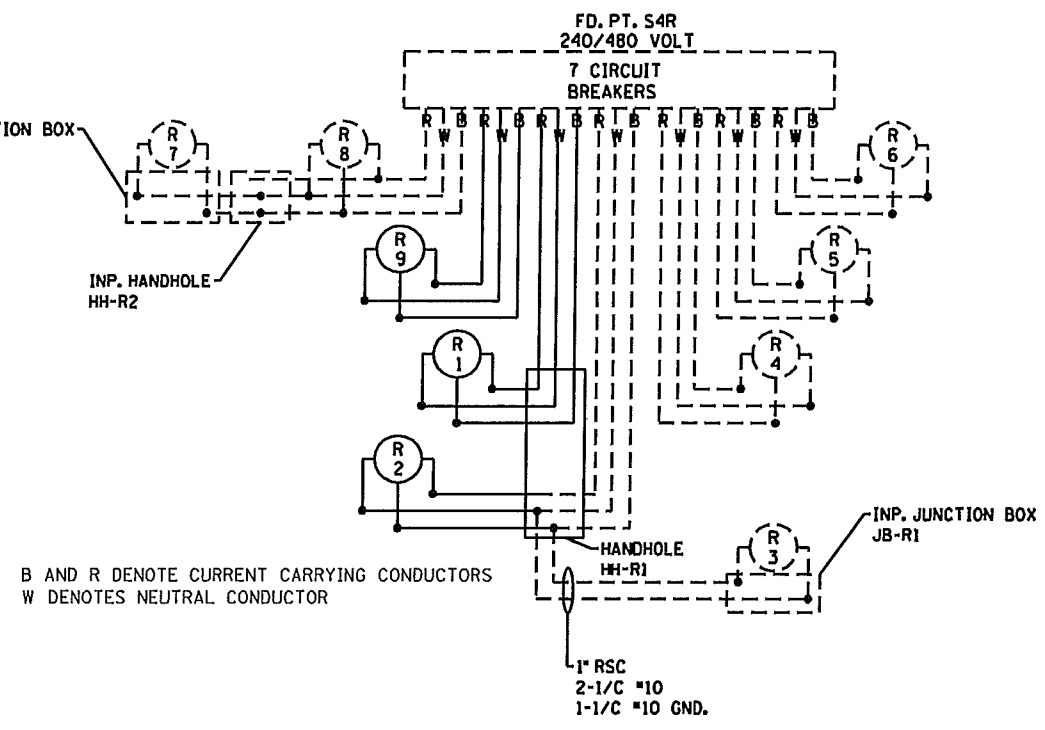 FD. PT. S4R
240/480 VOLT
7 CIRCUIT
BREAKERS
R W B R W B R W B R W B R W B R W B R W B
TION BOX
R
7
R
8
R
6
R
9
R
5
INP. HANDHOLE
HH-R2
R
1
R
4
R
2
INP. JUNCTION BOX
JB-R1
R
3
HANDHOLE
HH-R1
B AND R DENOTE CURRENT CARRYING CONDUCTORS
W DENOTES NEUTRAL CONDUCTOR
1" RSC
2-1/C "10
1-1/C "10 GND.